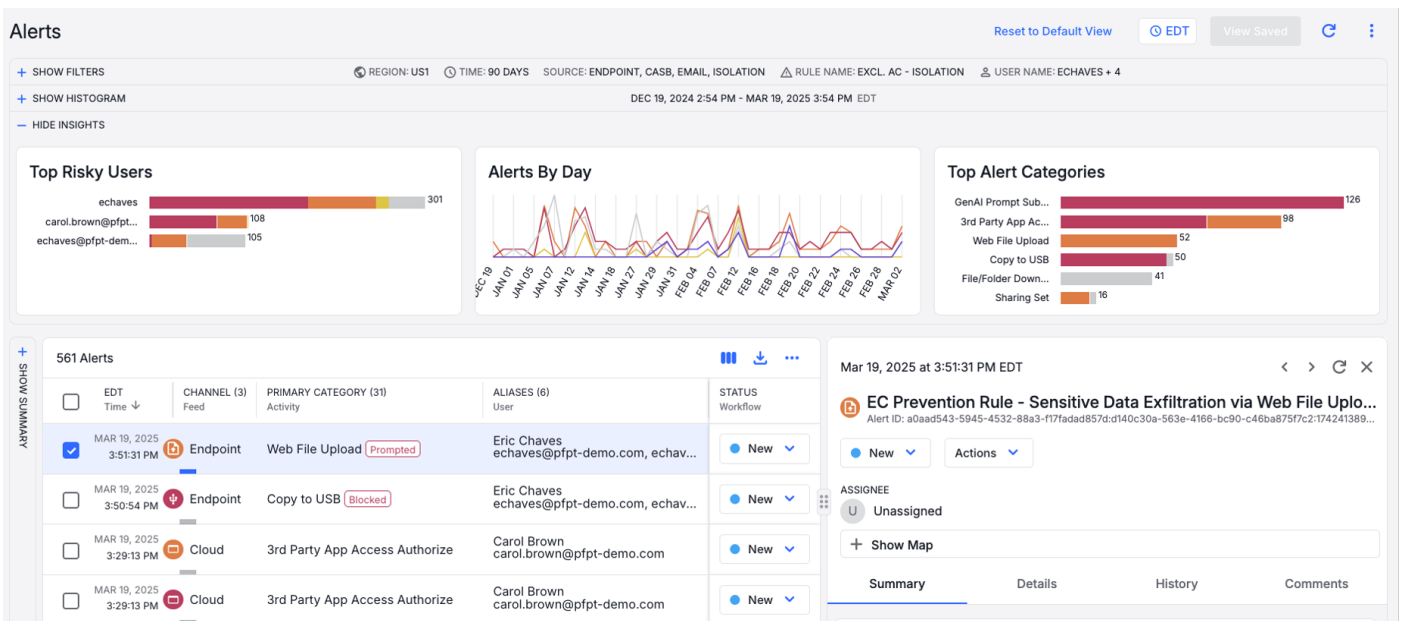 Alerts
Reset to Default View
EDT
View Saved
SHOW FILTERS
REGION: US1
TIME: 90 DAYS
SOURCE: ENDPOINT, CASB, EMAIL, ISOLATION
RULE NAME: EXCL. AC - ISOLATION
USER NAME: ECHAVES + 4
SHOW HISTOGRAM
DEC 19, 2024 2:54 PM - MAR 19, 2025 3:54 PM EDT
HIDE INSIGHTS
Top Risky Users
echaves
301
carol.brown@pfpt...
108
echaves@pfpt-dem...
105
Alerts By Day
DEC 19
JAN 01
JAN 05
JAN 07
JAN 12
JAN 14
JAN 18
JAN 27
JAN 29
JAN 31
FEB 04
FEB 07
FEB 12
FEB 16
FEB 18
FEB 20
FEB 22
FEB 24
FEB 26
FEB 28
MAR 02
Top Alert Categories
GenAI Prompt Sub...
126
3rd Party App Ac...
98
Web File Upload
52
Copy to USB
50
File/Folder Down...
41
Sharing Set
16
SHOW SUMMARY
561 Alerts
EDT
Time
CHANNEL (3)
Feed
PRIMARY CATEGORY (31)
Activity
ALIASES (6)
User
STATUS
Workflow
MAR 19, 2025
3:51:31 PM
Endpoint
Web File Upload
Prompted
Eric Chaves
echaves@pfpt-demo.com, echav...
New
MAR 19, 2025
3:50:54 PM
Endpoint
Copy to USB
Blocked
Eric Chaves
echaves@pfpt-demo.com, echav...
New
MAR 19, 2025
3:29:13 PM
Cloud
3rd Party App Access Authorize
Carol Brown
carol.brown@pfpt-demo.com
New
MAR 19, 2025
3:29:13 PM
Cloud
3rd Party App Access Authorize
Carol Brown
carol.brown@pfpt-demo.com
New
Mar 19, 2025 at 3:51:31 PM EDT
EC Prevention Rule - Sensitive Data Exfiltration via Web File Uplo...
Alert ID: a0aad543-5945-4532-88a3-f17fadad857d:d140c30a-563e-4166-bc90-c46ba875f7c2:174241389...
New
Actions
ASSIGNEE
U
Unassigned
Show Map
Summary
Details
History
Comments